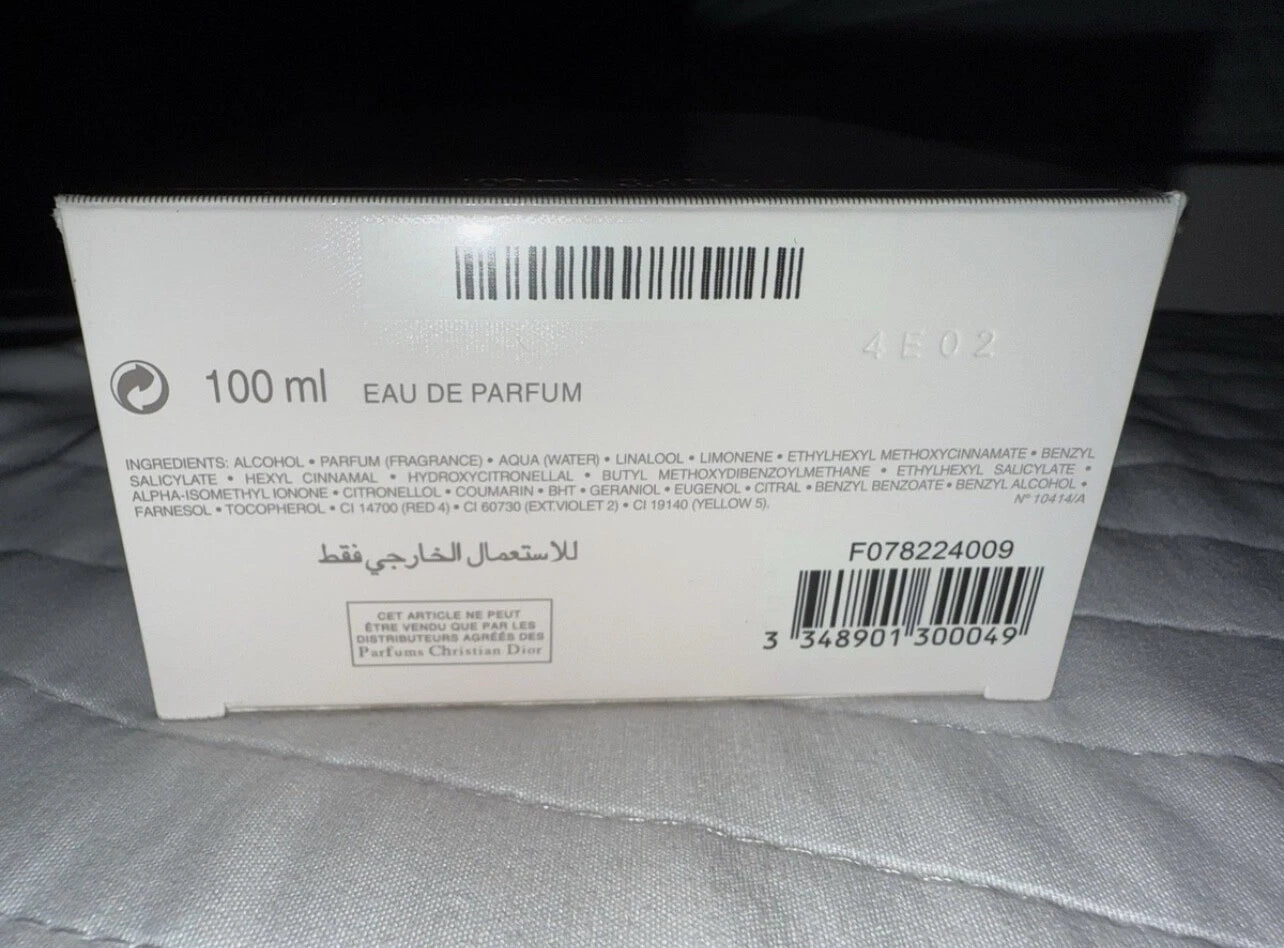 4E02
100 ml EAU DE PARFUM
INGREDIENTS: ALCOHOL • PARFUM (FRAGRANCE) • AQUA (WATER) • LINALOOL • LIMONENE • ETHYLHEXYL METHOXYCINNAMATE • BENZYL
SALICYLATE • HEXYL CINNAMAL • HYDROXYCITRONELLAL • BUTYL METHOXYDIBENZOYLMETHANE • ETHYLHEXYL SALICYLATE •
ALPHA-ISOMETHYL IONONE • CITRONELLOL • COUMARIN • BHT • GERANIOL • EUGENOL • CITRAL • BENZYL BENZOATE • BENZYL ALCOHOL •
FARNESOL • TOCOPHEROL • CI 14700 (RED 4) • CI 60730 (EXT.VIOLET 2) • CI 19140 (YELLOW 5).
N° 10414/A
للاستعمال الخارجي فقط
F078224009
3 348901 300049
CET ARTICLE NE PEUT
ÊTRE VENDU QUE PAR LES
DISTRIBUTEURS AGRÉÉS DES
Parfums Christian Dior